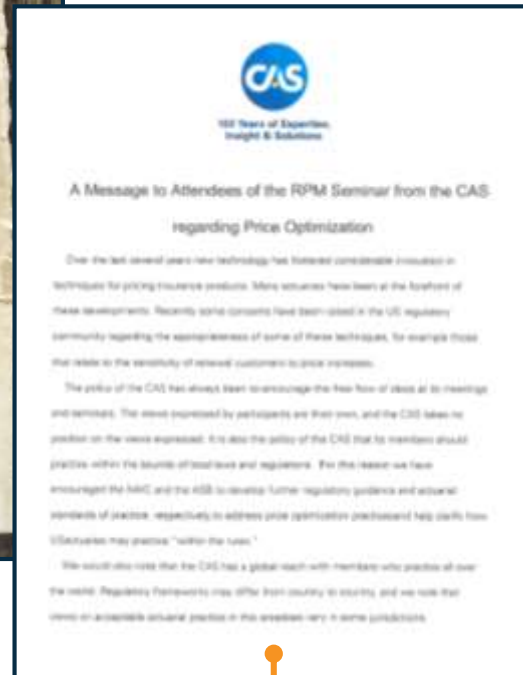 CAS
100 Years of Expertise,
Insight & Solutions
A Message to Attendees of the RPM Seminar from the CAS
regarding Price Optimization
Over the last several years new technology has fostered considerable innovation in
techniques for pricing insurance products. Many actuaries have been at the forefront of
these developments. Recently some concerns have been raised in the US regulatory
community regarding the appropriateness of some of these techniques, for example those
that relate to the sensitivity of renewal customers to price increases.
The policy of the CAS has always been to encourage the free flow of ideas at its meetings
and seminars. The views expressed by participants are their own, and the CAS takes no
position on the views expressed. It is also the policy of the CAS that its members should
practice within the bounds of local laws and regulations. For this reason we have
encouraged the NAIC and the ASB to develop further regulatory guidance and actuarial
standards of practice, respectively, to address price optimization practices and help clarify how
US actuaries may practice "within the rules."
We would also note that the CAS has a global reach with members who practice all over
the world. Regulatory frameworks may differ from country to country, and we note that
views on acceptable actuarial practice in this area vary in some jurisdictions